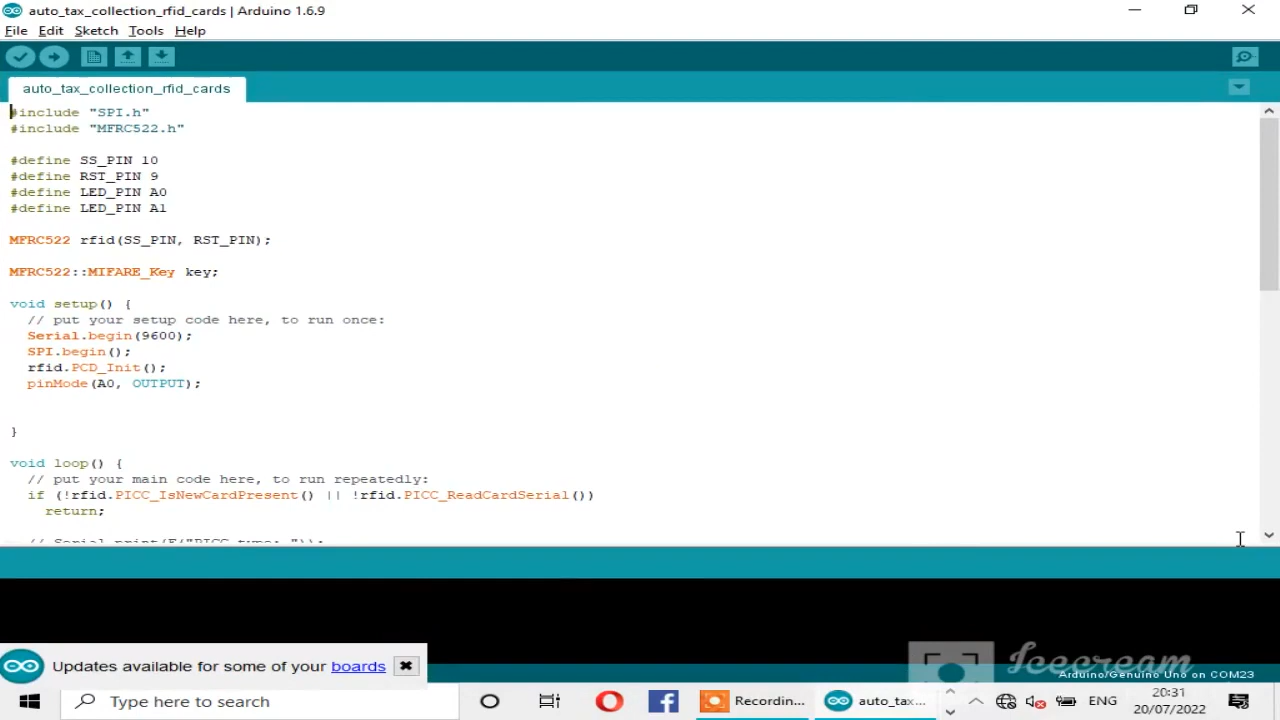 auto_tax_collection_rfid_cards | Arduino 1.6.9
File Edit Sketch Tools Help
auto_tax_collection_rfid_cards
#include "SPI.h"
#include "MFRC522.h"
#define SS_PIN 10
#define RST_PIN 9
#define LED_PIN A0
#define LED_PIN A1
MFRC522 rfid(SS_PIN, RST_PIN);
MFRC522::MIFARE_Key key;
void setup() {
// put your setup code here, to run once:
Serial.begin(9600);
SPI.begin();
rfid.PCD_Init();
pinMode(A0, OUTPUT);
}
void loop() {
// put your main code here, to run repeatedly:
if (!rfid.PICC_IsNewCardPresent() || !rfid.PICC_ReadCardSerial())
return;
// Serial.print(F("PICC type: "));
Updates available for some of your boards
Icecream
Arduino/Genuino Uno on COM23
Type here to search
Recordin...
auto_tax...
ENG
20:31
20/07/2022